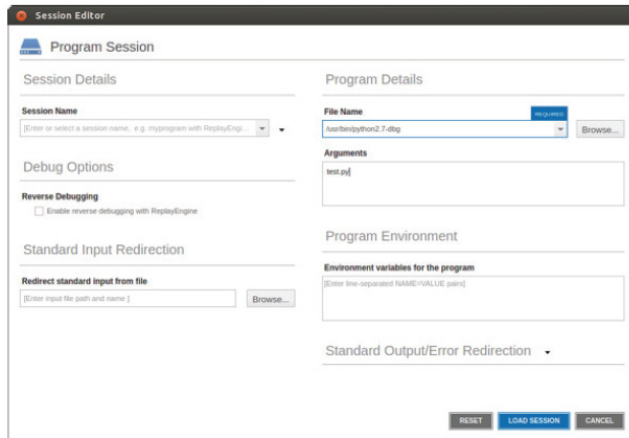 Session Editor
Program Session
Session Details
Session Name
[Enter or select a session name, e.g. myprogram with ReplayEngi...
Debug Options
Reverse Debugging
Enable reverse debugging with ReplayEngine
Standard Input Redirection
Redirect standard input from file
[Enter input file path and name ]
Browse...
Program Details
File Name
REQUIRED
/usr/bin/python2.7-dbg
Browse...
Arguments
test.py
Program Environment
Environment variables for the program
[Enter line-separated NAME=VALUE pairs]
Standard Output/Error Redirection
RESET
LOAD SESSION
CANCEL